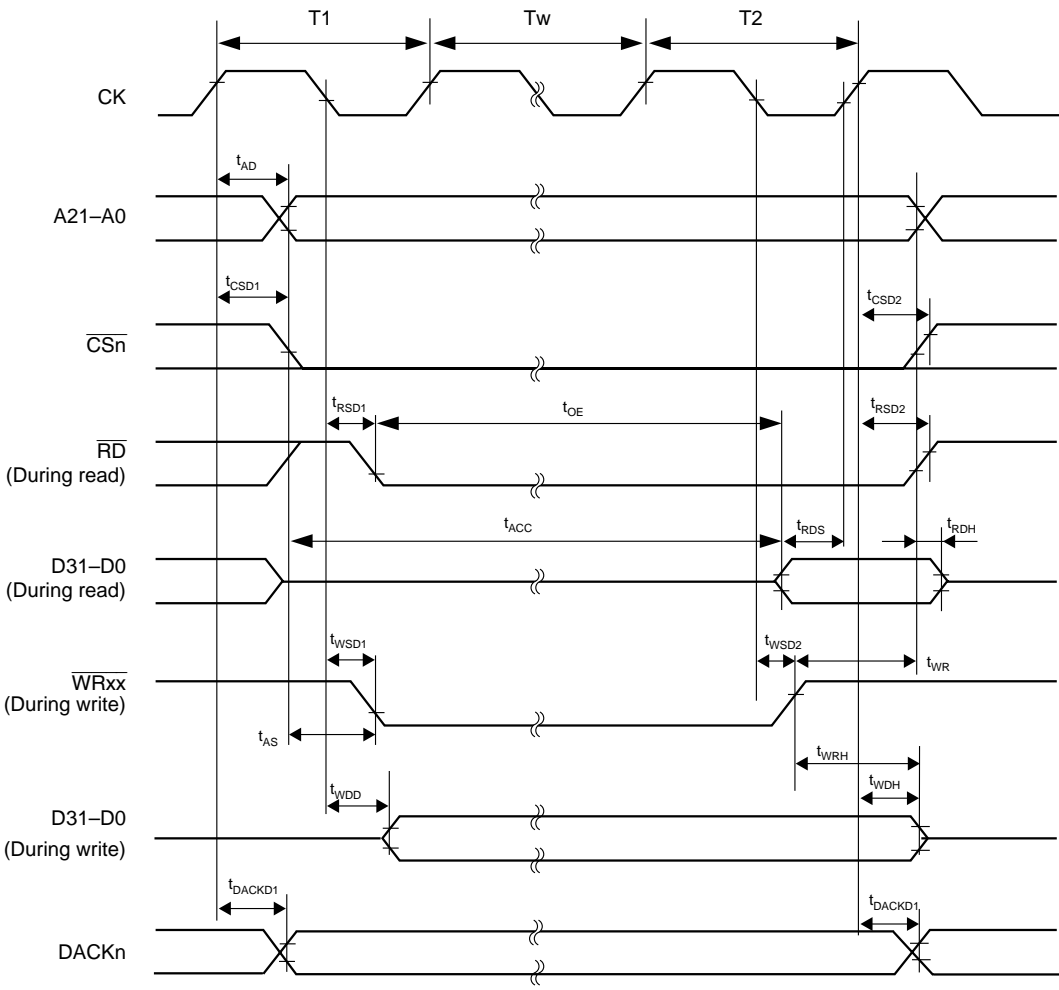 T1 Tw T2
CK
tAD
A21–A0
tCSD1 tCSD2
CSn
tRSD1 tOE tRSD2
RD
(During read)
tACC tRDS tRDH
D31–D0
(During read)
tWSD1 tWSD2
tWR
WRxx
(During write)
tAS
tWRH
tWDD tWDH
D31–D0
(During write)
tDACKD1 tDACKD1
DACKn